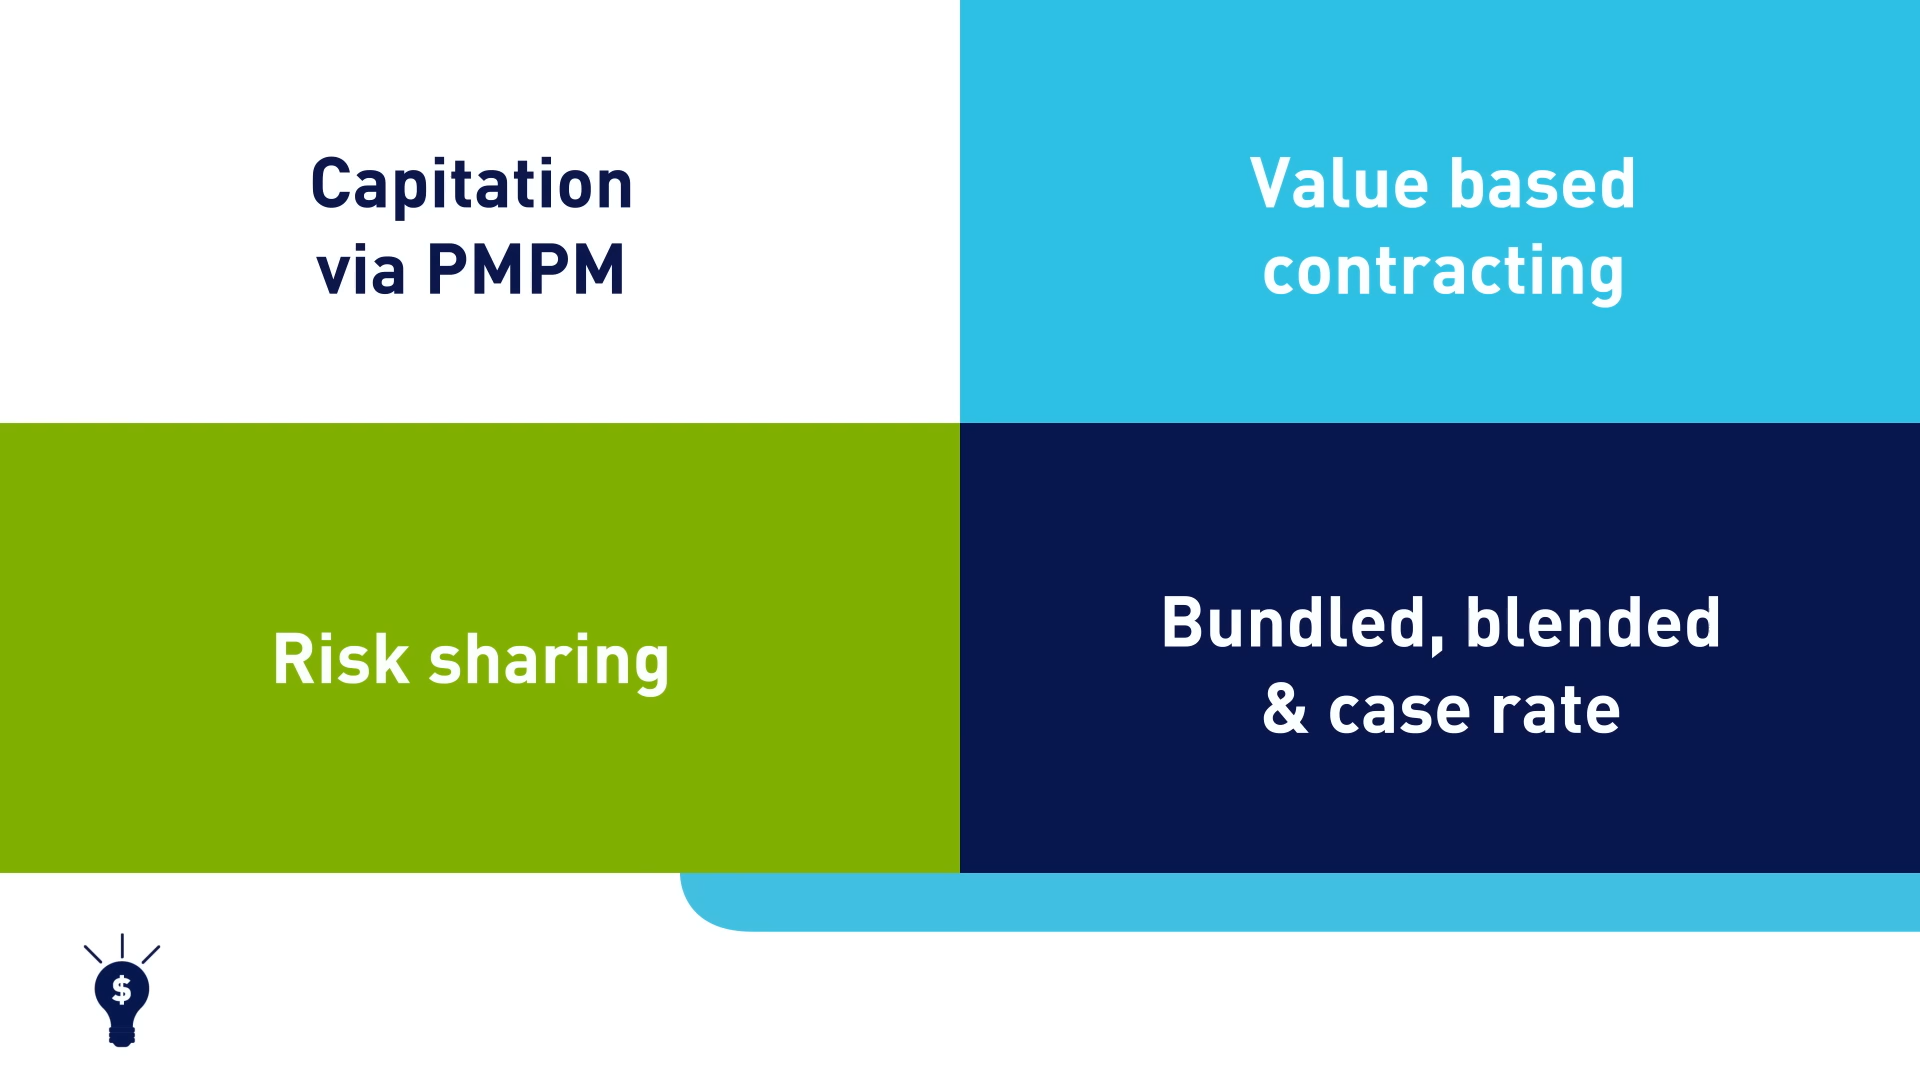 Capitation
via PMPM
Value based
contracting
Risk sharing
Bundled, blended
& case rate
$